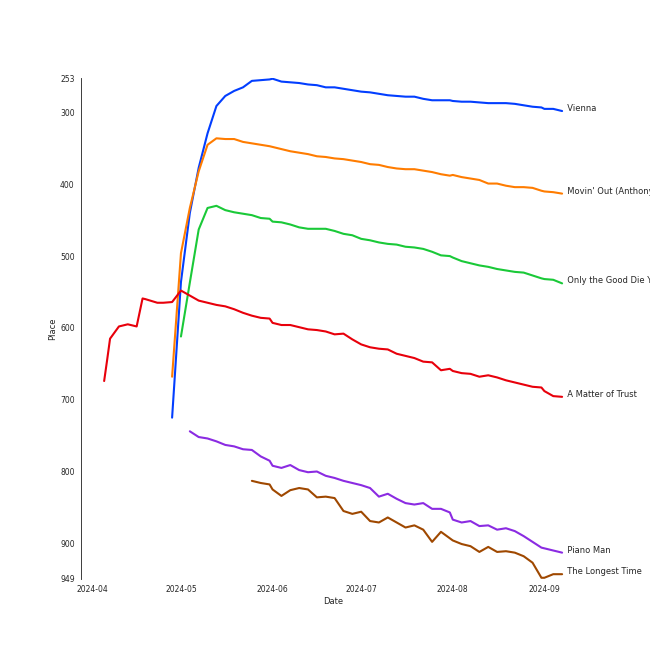 253
300
400
500
600
700
800
900
949
Place
2024-04
2024-05
2024-06
2024-07
2024-08
2024-09
Date
Vienna
Movin' Out (Anthony
Only the Good Die
A Matter of Trust
Piano Man
The Longest Time